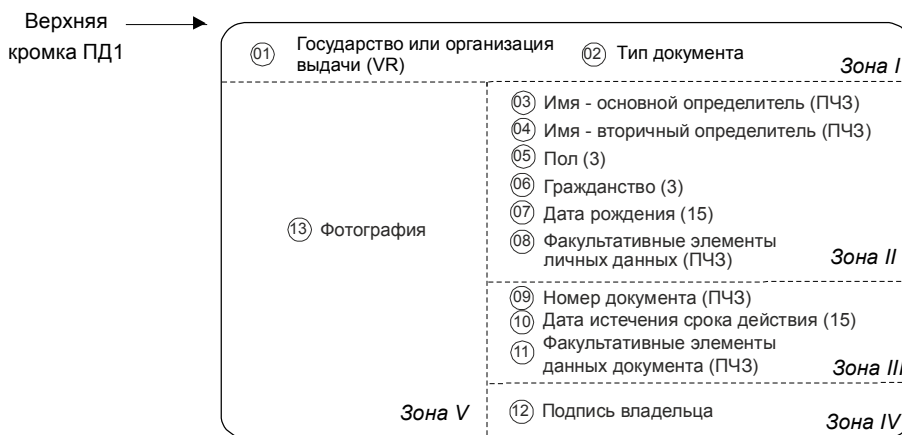 Верхняя
кромка ПД1
01 Государство или организация
выдачи (VR)
02 Тип документа
Зона I
03 Имя - основной определитель (ПЧЗ)
04 Имя - вторичный определитель (ПЧЗ)
05 Пол (3)
06 Гражданство (3)
07 Дата рождения (15)
08 Факультативные элементы
личных данных (ПЧЗ)
Зона II
13 Фотография
09 Номер документа (ПЧЗ)
10 Дата истечения срока действия (15)
11 Факультативные элементы
данных документа (ПЧЗ)
Зона III
Зона V
12 Подпись владельца
Зона IV